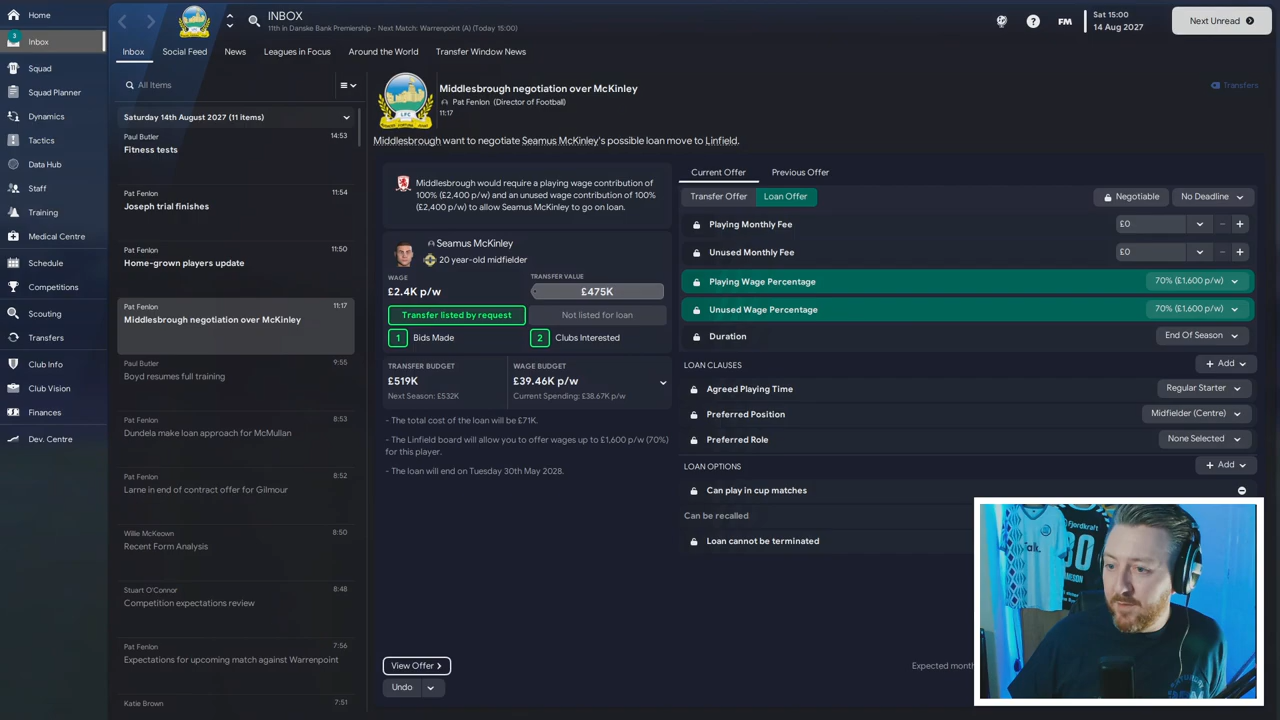 Home
3
Inbox
Squad
Squad Planner
Dynamics
Tactics
Data Hub
Staff
Training
Medical Centre
Schedule
Competitions
Scouting
Transfers
Club Info
Club Vision
Finances
Dev. Centre
INBOX
11th in Danske Bank Premiership - Next Match: Warrenpoint (A) (Today 15:00)
FM
Sat 15:00
14 Aug 2027
Next Unread
Inbox
Social Feed
News
Leagues in Focus
Around the World
Transfer Window News
All Items
Saturday 14th August 2027 (11 items)
Paul Butler
14:53
Fitness tests
Pat Fenlon
11:54
Joseph trial finishes
Pat Fenlon
11:50
Home-grown players update
Pat Fenlon
11:17
Middlesbrough negotiation over McKinley
Paul Butler
9:55
Boyd resumes full training
Pat Fenlon
8:53
Dundela make loan approach for McMullan
Pat Fenlon
8:52
Larne in end of contract offer for Gilmour
Willie McKeown
8:50
Recent Form Analysis
Stuart O'Connor
8:48
Competition expectations review
Pat Fenlon
7:56
Expectations for upcoming match against Warrenpoint
Katie Brown
7:51
LFC
Middlesbrough negotiation over McKinley
Pat Fenlon (Director of Football)
11:17
Transfers
Middlesbrough want to negotiate Seamus McKinley's possible loan move to Linfield.
Middlesbrough would require a playing wage contribution of
100% (£2,400 p/w) and an unused wage contribution of 100%
(£2,400 p/w) to allow Seamus McKinley to go on loan.
Seamus McKinley
20 year-old midfielder
WAGE
TRANSFER VALUE
£2.4K p/w
£475K
Transfer listed by request
Not listed for loan
1 Bids Made
2 Clubs Interested
TRANSFER BUDGET
WAGE BUDGET
£519K
£39.46K p/w
Next Season: £532K
Current Spending: £38.67K p/w
- The total cost of the loan will be £71K.
- The Linfield board will allow you to offer wages up to £1,600 p/w (70%)
for this player.
- The loan will end on Tuesday 30th May 2028.
View Offer
Undo
Current Offer
Previous Offer
Transfer Offer
Loan Offer
Negotiable
No Deadline
Playing Monthly Fee
£0
Unused Monthly Fee
£0
Playing Wage Percentage
70% (£1,600 p/w)
Unused Wage Percentage
70% (£1,600 p/w)
Duration
End Of Season
LOAN CLAUSES
+ Add
Agreed Playing Time
Regular Starter
Preferred Position
Midfielder (Centre)
Preferred Role
None Selected
LOAN OPTIONS
+ Add
Can play in cup matches
Can be recalled
Loan cannot be terminated
Fjordkraft